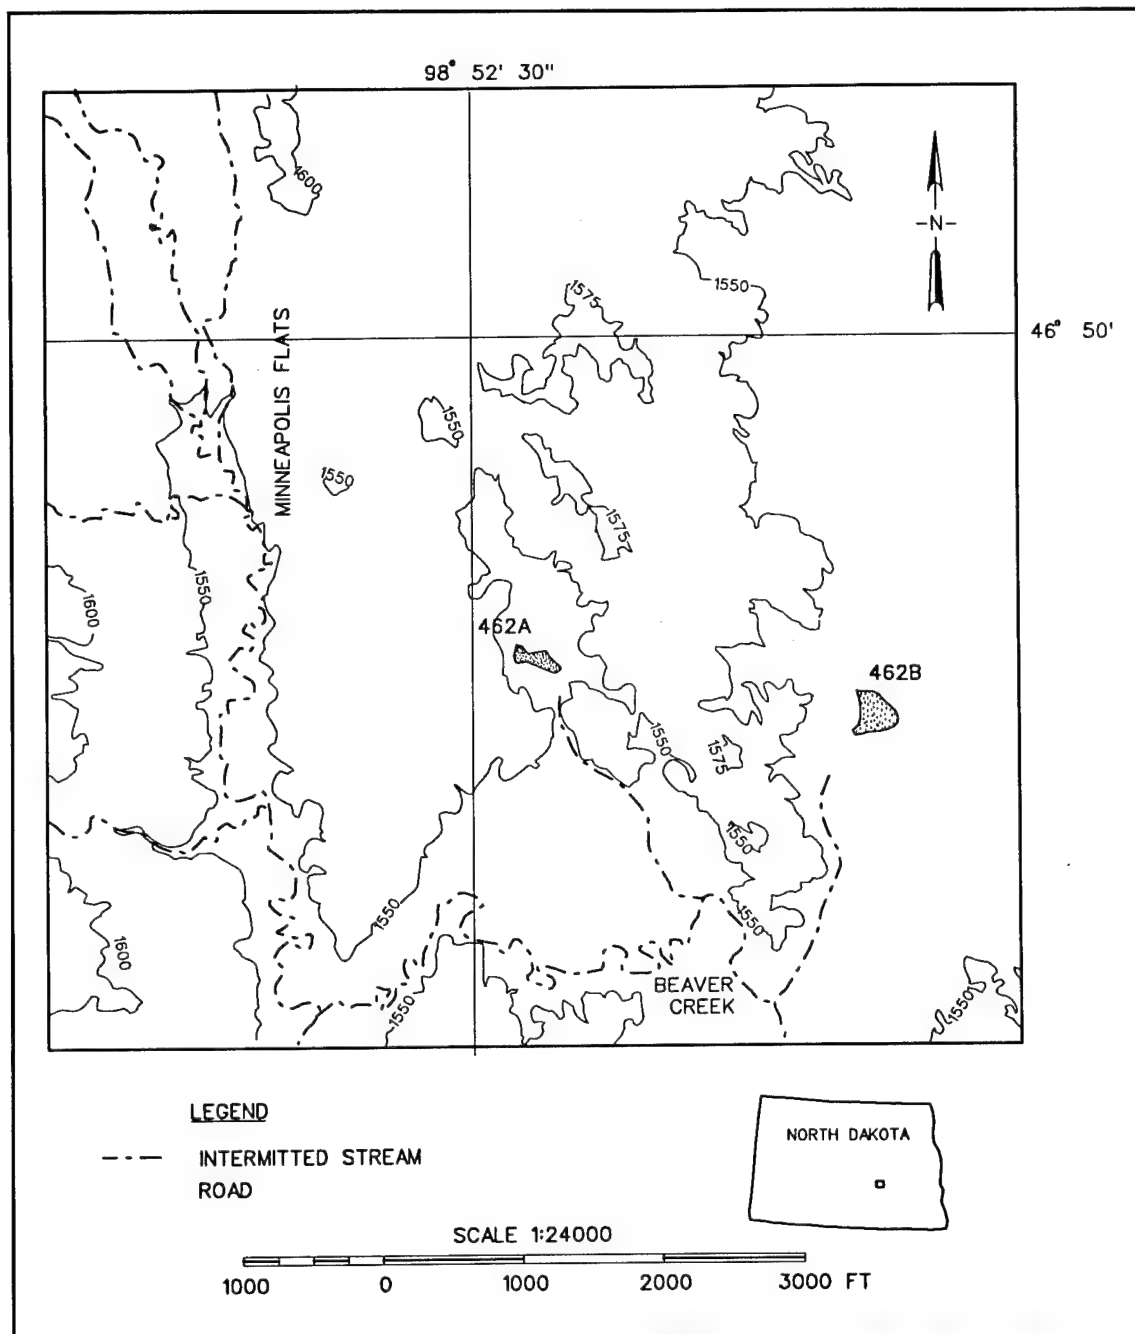 98° 52' 30"
1600
-N-
1550
1575
46° 50'
MINNEAPOLIS FLATS
1550
1550
1575
1550
1600
462A
462B
1550
1575
1550
1550
1550
1600
BEAVER
CREEK
1550
1550
LEGEND
INTERMITTED STREAM
ROAD
NORTH DAKOTA
SCALE 1:24000
1000 0 1000 2000 3000 FT